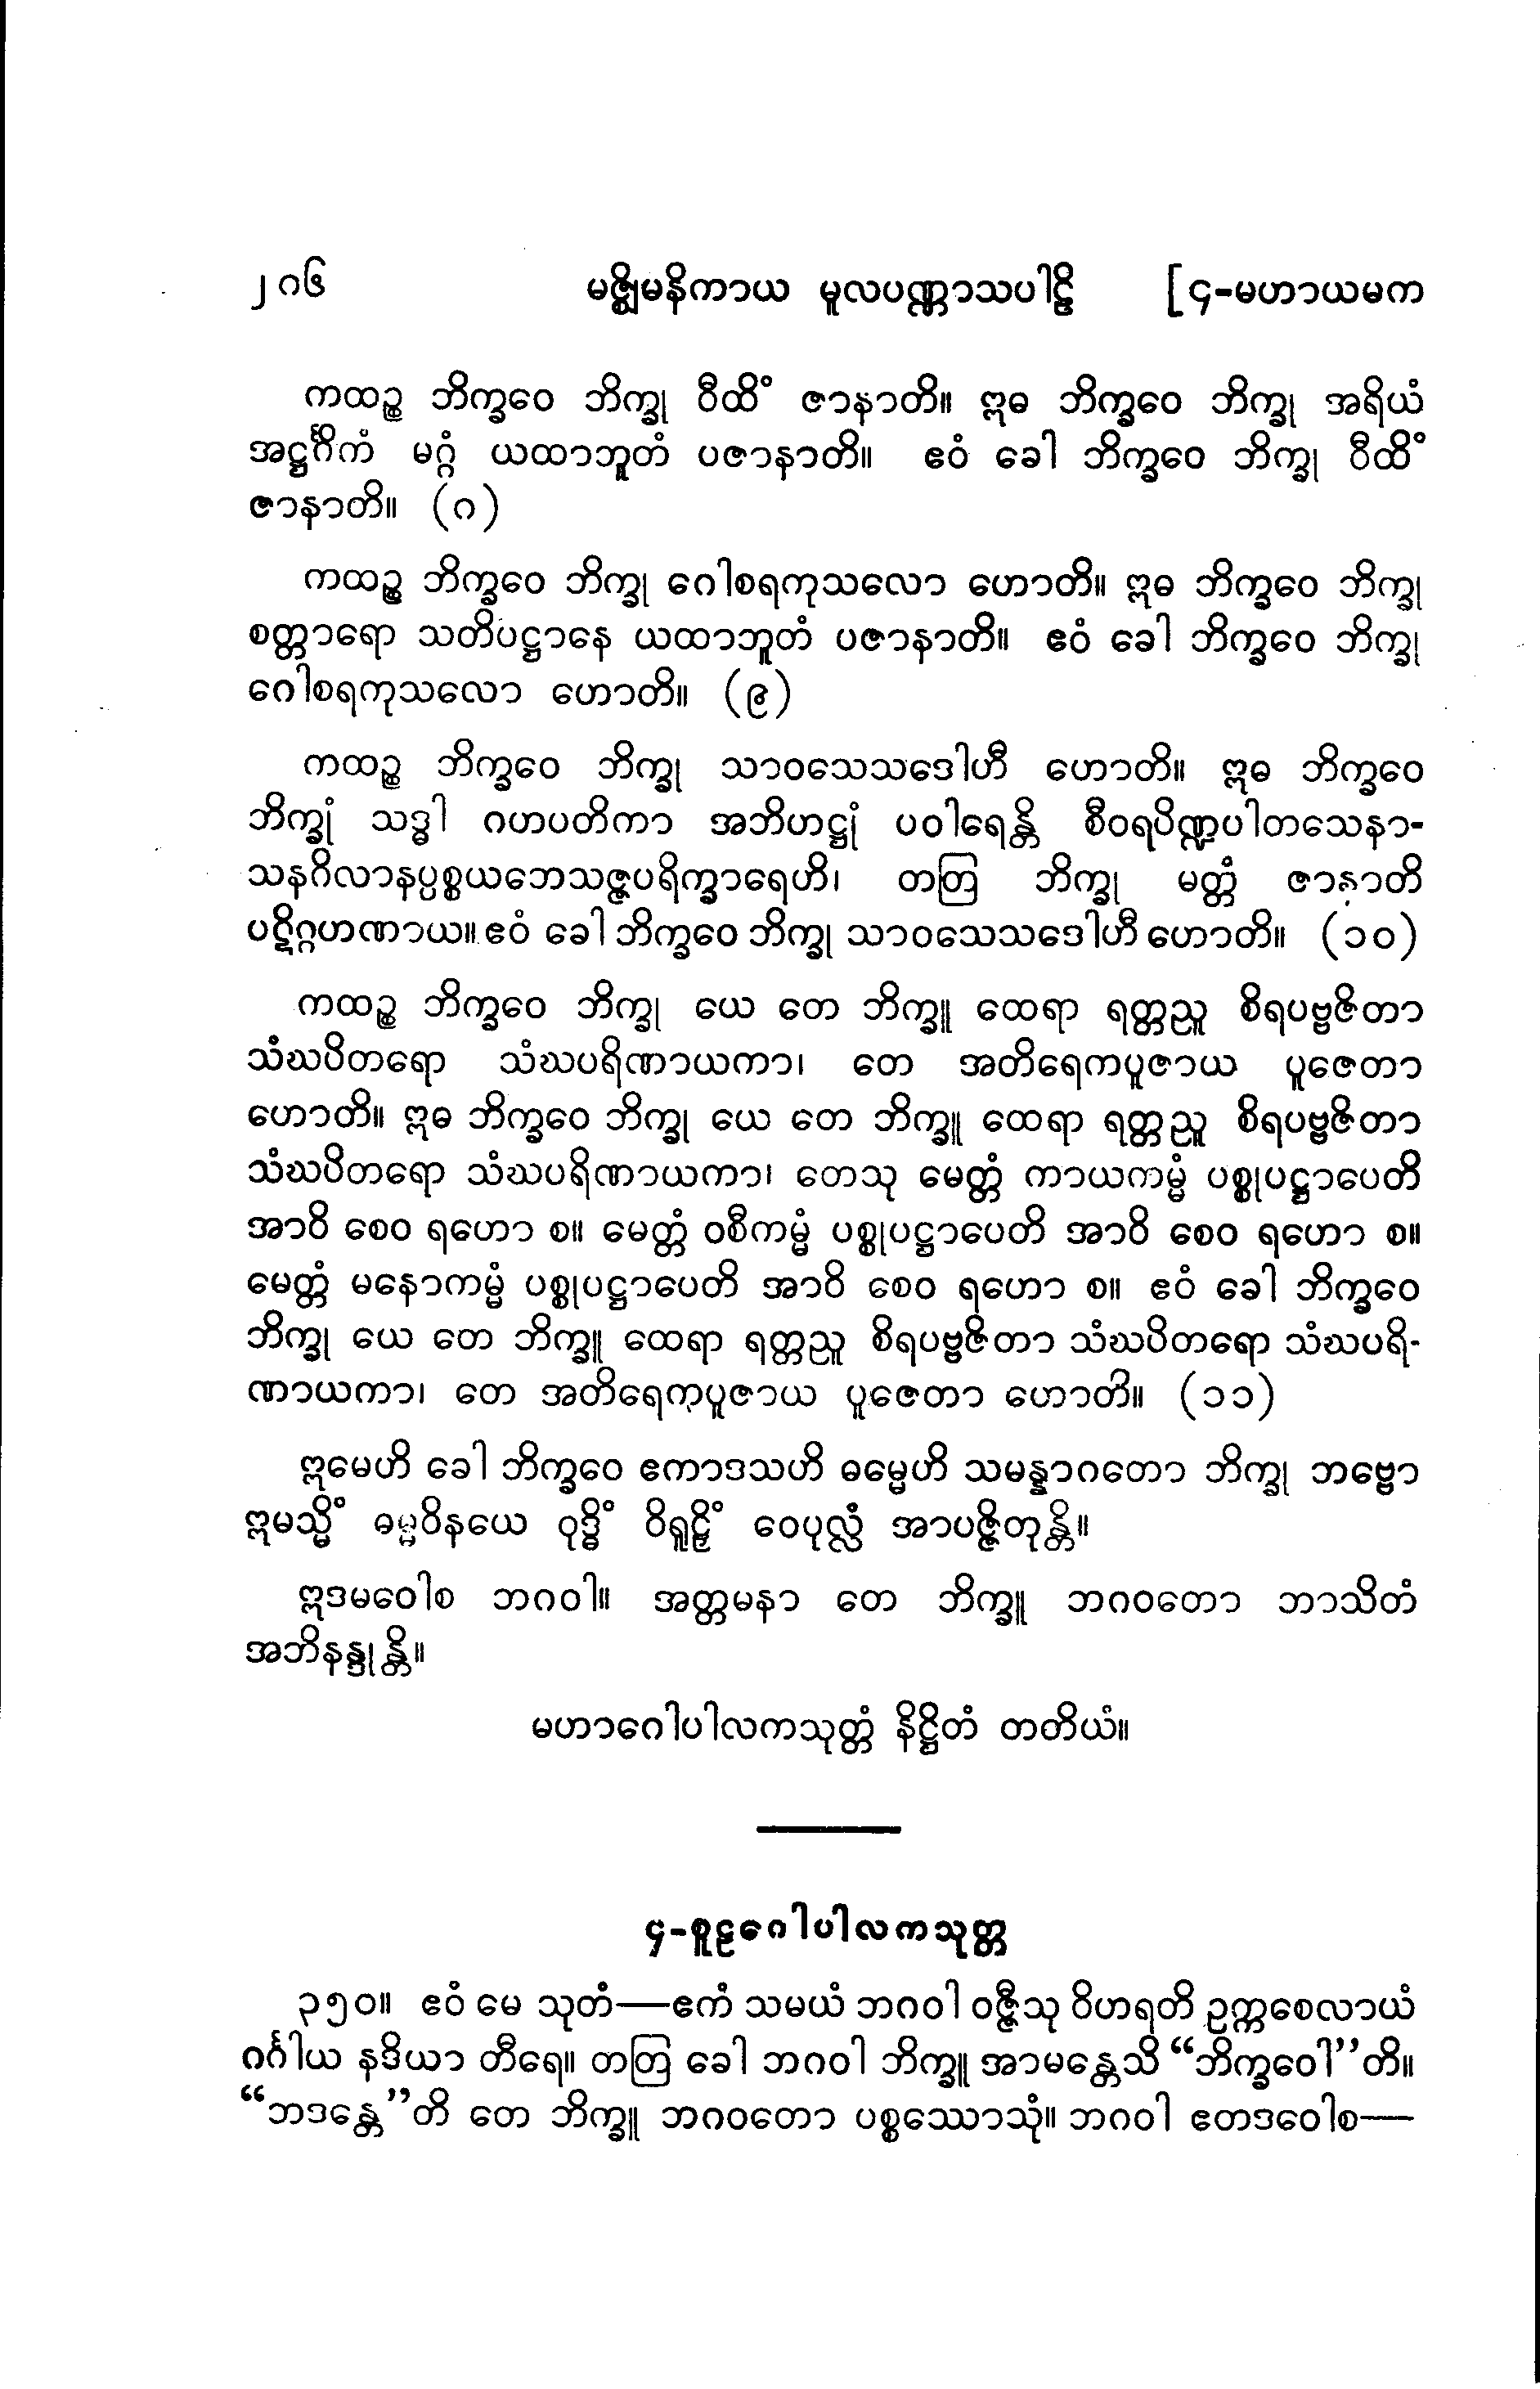 ၂၈၆ မဇ္ဈိမနိကာယ မူလပဏ္ဏာသပါဠိ [၄-မဟာယမက
ကထဉ္စ ဘိက္ခဝေ ဘိက္ခု ဝီထိံ ဇာနာတိ။ ဣဓ ဘိက္ခဝေ ဘိက္ခု အရိယံ
အဋ္ဌင်္ဂိကံ မဂ္ဂံ ယထာဘူတံ ပဇာနာတိ။ ဧဝံ ခေါ ဘိက္ခဝေ ဘိက္ခု ဝီထိံ
ဇာနာတိ။ (၈)
ကထဉ္စ ဘိက္ခဝေ ဘိက္ခု ဂေါစရကုသလော ဟောတိ။ ဣဓ ဘိက္ခဝေ ဘိက္ခု
စတ္တာရော သတိပဋ္ဌာနေ ယထာဘူတံ ပဇာနာတိ။ ဧဝံ ခေါ ဘိက္ခဝေ ဘိက္ခု
ဂေါစရကုသလော ဟောတိ။ (၉)
ကထဉ္စ ဘိက္ခဝေ ဘိက္ခု သာဝသေသဒေါဟီ ဟောတိ။ ဣဓ ဘိက္ခဝေ
ဘိက္ခုံ သဒ္ဓါ ဂဟပတိကာ အဘိဟဋ္ဌုံ ပဝါရေန္တိ စီဝရပိဏ္ဍပါတသေနာ-
သနဂိလာနပ္ပစ္စယဘေသဇ္ဇပရိက္ခာရေဟိ၊ တတြ ဘိက္ခု မတ္တံ ဇာနာတိ
ပဋိဂ္ဂဟဏာယ။ ဧဝံ ခေါ ဘိက္ခဝေ ဘိက္ခု သာဝသေသဒေါဟီ ဟောတိ။ (၁၀)
ကထဉ္စ ဘိက္ခဝေ ဘိက္ခု ယေ တေ ဘိက္ခူ ထေရာ ရတ္တညူ စိရပဗ္ဗဇိတာ
သံဃပိတရော သံဃပရိဏာယကာ၊ တေ အတိရေကပူဇာယ ပူဇေတာ
ဟောတိ။ ဣဓ ဘိက္ခဝေ ဘိက္ခု ယေ တေ ဘိက္ခူ ထေရာ ရတ္တညူ စိရပဗ္ဗဇိတာ
သံဃပိတရော သံဃပရိဏာယကာ၊ တေသု မေတ္တံ ကာယကမ္မံ ပစ္စုပဋ္ဌာပေတိ
အာဝိ စေဝ ရဟော စ။ မေတ္တံ ဝစီကမ္မံ ပစ္စုပဋ္ဌာပေတိ အာဝိ စေဝ ရဟော စ။
မေတ္တံ မနောကမ္မံ ပစ္စုပဋ္ဌာပေတိ အာဝိ စေဝ ရဟော စ။ ဧဝံ ခေါ ဘိက္ခဝေ
ဘိက္ခု ယေ တေ ဘိက္ခူ ထေရာ ရတ္တညူ စိရပဗ္ဗဇိတာ သံဃပိတရော သံဃပရိ-
ဏာယကာ၊ တေ အတိရေကပူဇာယ ပူဇေတာ ဟောတိ။ (၁၁)
ဣမေဟိ ခေါ ဘိက္ခဝေ ဧကာဒသဟိ ဓမ္မေဟိ သမန္နာဂတော ဘိက္ခု ဘဗ္ဗော
ဣမသ္မိံ ဓမ္မဝိနယေ ဝုဒ္ဓိံ ဝိရူဠှိံ ဝေပုလ္လံ အာပဇ္ဇိတုန္တိ။
ဣဒမဝေါစ ဘဂဝါ။ အတ္တမနာ တေ ဘိက္ခူ ဘဂဝတော ဘာသိတံ
အဘိနန္ဒုန္တိ။
မဟာဂေါပါလကသုတ္တံ နိဋ္ဌိတံ တတိယံ။
၄-စူဠဂေါပါလကသုတ္တ
၃၅၀။ ဧဝံ မေ သုတံ—ဧကံ သမယံ ဘဂဝါ ဝဇ္ဇီသု ဝိဟရတိ ဥက္ကစေလာယံ
ဂင်္ဂါယ နဒိယာ တီရေ။ တတြ ခေါ ဘဂဝါ ဘိက္ခူ အာမန္တေသိ “ဘိက္ခဝေါ”တိ။
“ဘဒန္တေ”တိ တေ ဘိက္ခူ ဘဂဝတော ပစ္စဿောသုံ။ ဘဂဝါ ဧတဒဝေါစ—